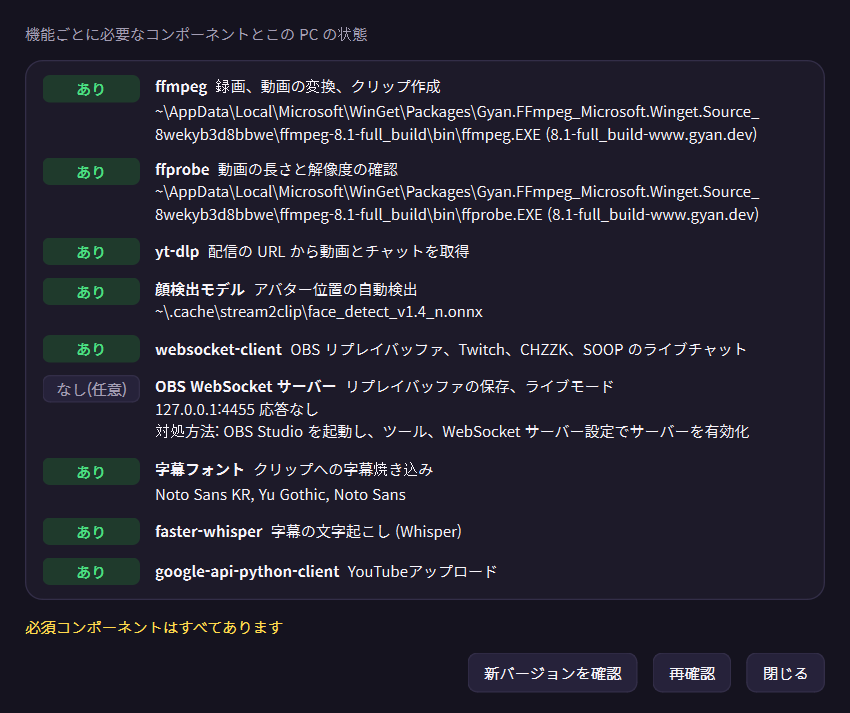 機能ごとに必要なコンポーネントとこの PC の状態
あり ffmpeg 録画、動画の変換、クリップ作成
~\AppData\Local\Microsoft\WinGet\Packages\Gyan.FFmpeg_Microsoft.Winget.Source_
8wekyb3d8bbwe\ffmpeg-8.1-full_build\bin\ffmpeg.EXE (8.1-full_build-www.gyan.dev)
あり ffprobe 動画の長さと解像度の確認
~\AppData\Local\Microsoft\WinGet\Packages\Gyan.FFmpeg_Microsoft.Winget.Source_
8wekyb3d8bbwe\ffmpeg-8.1-full_build\bin\ffprobe.EXE (8.1-full_build-www.gyan.dev)
あり yt-dlp 配信の URL から動画とチャットを取得
あり 顔検出モデル アバター位置の自動検出
~\.cache\stream2clip\face_detect_v1.4_n.onnx
あり websocket-client OBS リプレイバッファ、Twitch、CHZZK、SOOP のライブチャット
なし(任意) OBS WebSocket サーバー リプレイバッファの保存、ライブモード
127.0.0.1:4455 応答なし
対処方法: OBS Studio を起動し、ツール、WebSocket サーバー設定でサーバーを有効化
あり 字幕フォント クリップへの字幕焼き込み
Noto Sans KR, Yu Gothic, Noto Sans
あり faster-whisper 字幕の文字起こし (Whisper)
あり google-api-python-client YouTubeアップロード
必須コンポーネントはすべてあります
新バージョンを確認 再確認 閉じる